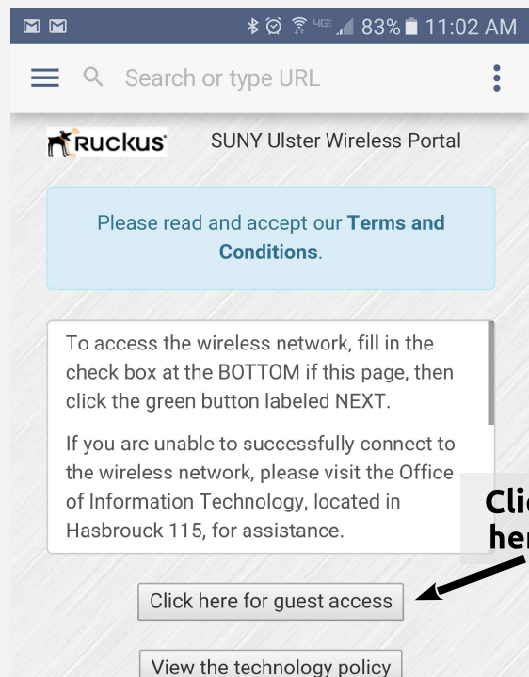 83% 11:02 AM
Search or type URL
Ruckus SUNY Ulster Wireless Portal
Please read and accept our Terms and
Conditions.
To access the wireless network, fill in the
check box at the BOTTOM if this page, then
click the green button labeled NEXT.
If you are unable to successfully connect to
the wireless network, please visit the Office
of Information Technology, located in
Hasbrouck 115, for assistance.
Click here for guest access
View the technology policy